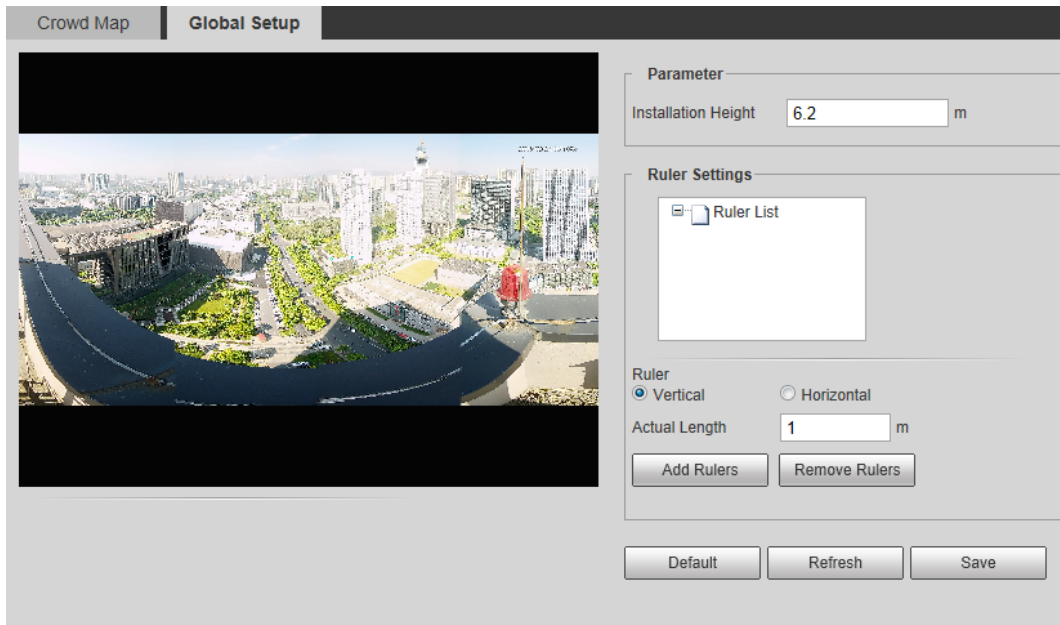 Crowd Map
Global Setup
Parameter
Installation Height 6.2 m
Ruler Settings
Ruler List
Ruler
Vertical Horizontal
Actual Length 1 m
Add Rulers Remove Rulers
Default Refresh Save